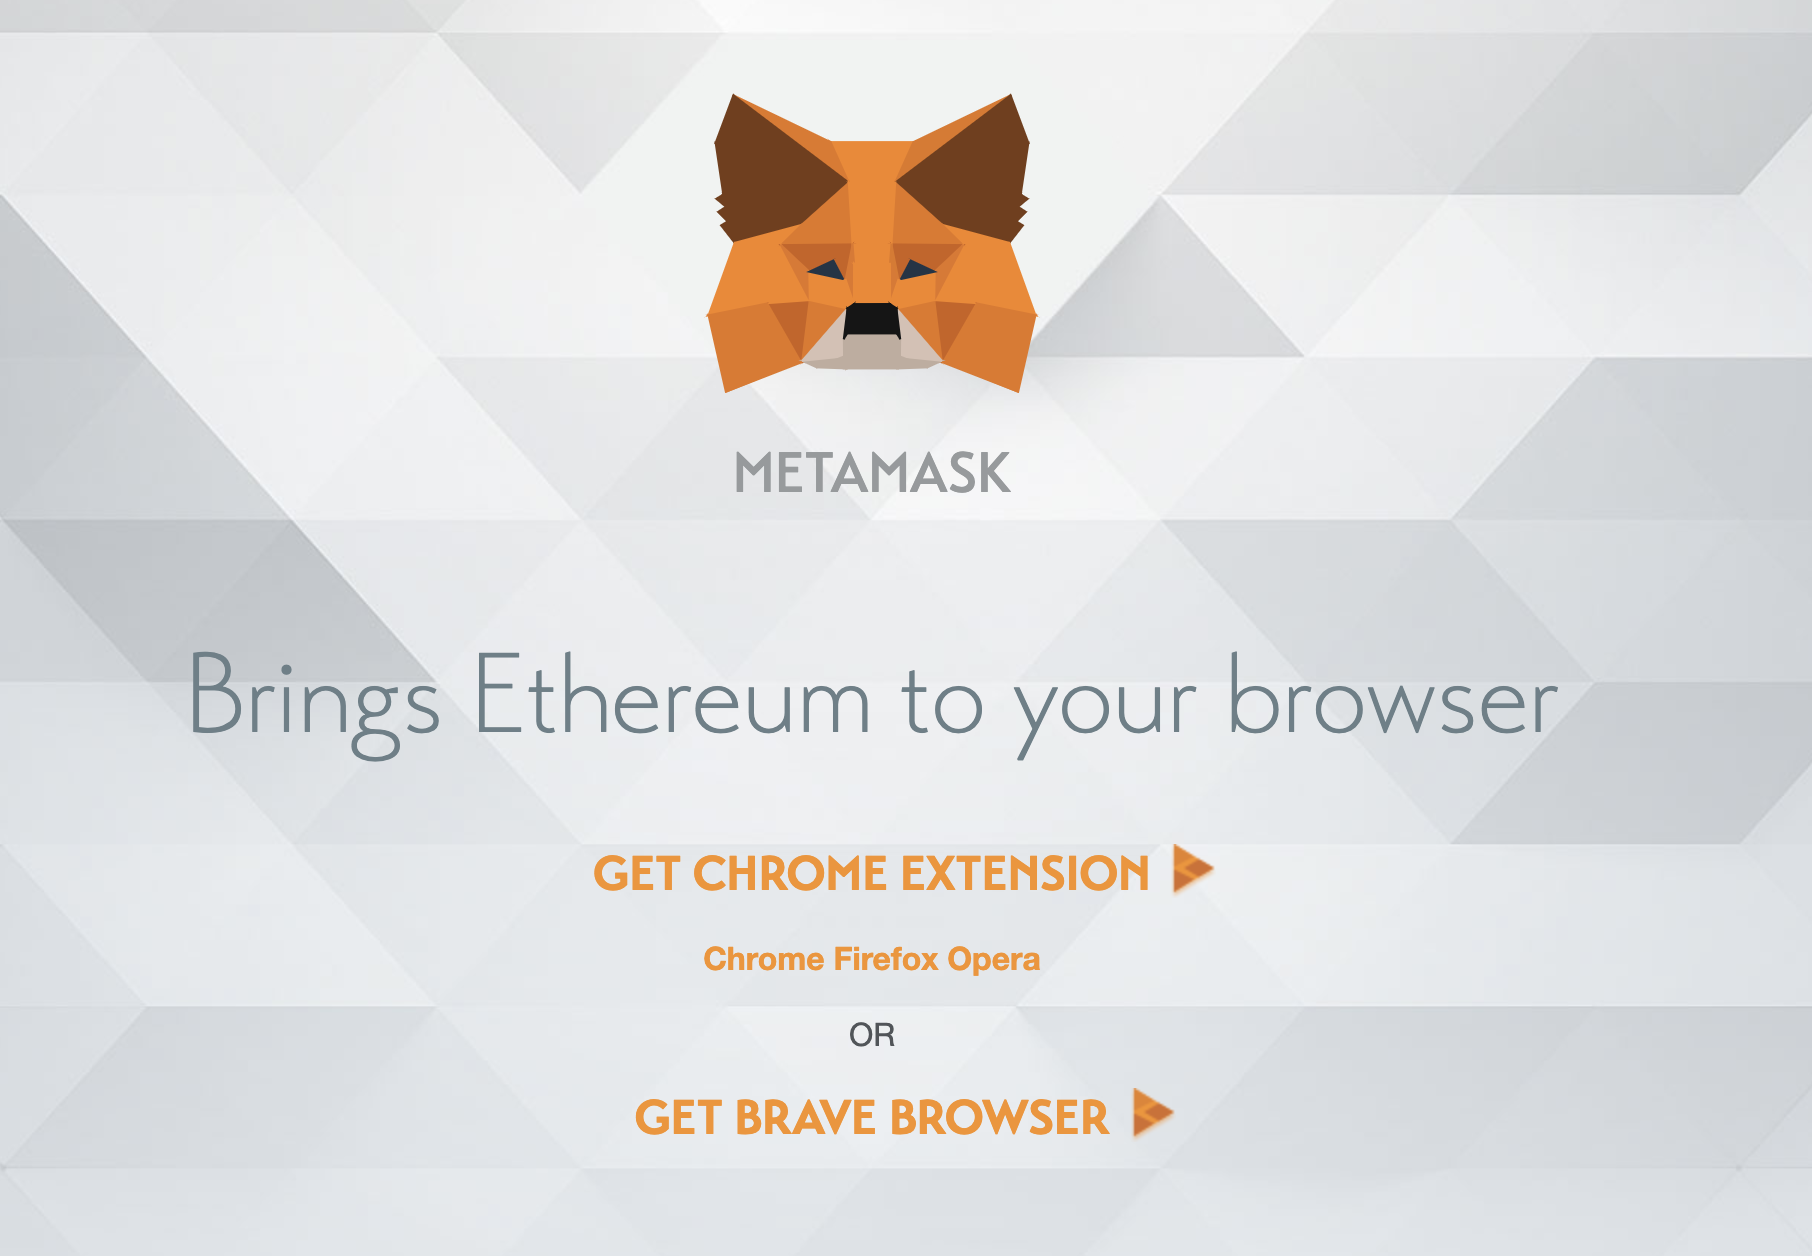 METAMASK
Brings Ethereum to your browser
GET CHROME EXTENSION
Chrome Firefox Opera
OR
GET BRAVE BROWSER